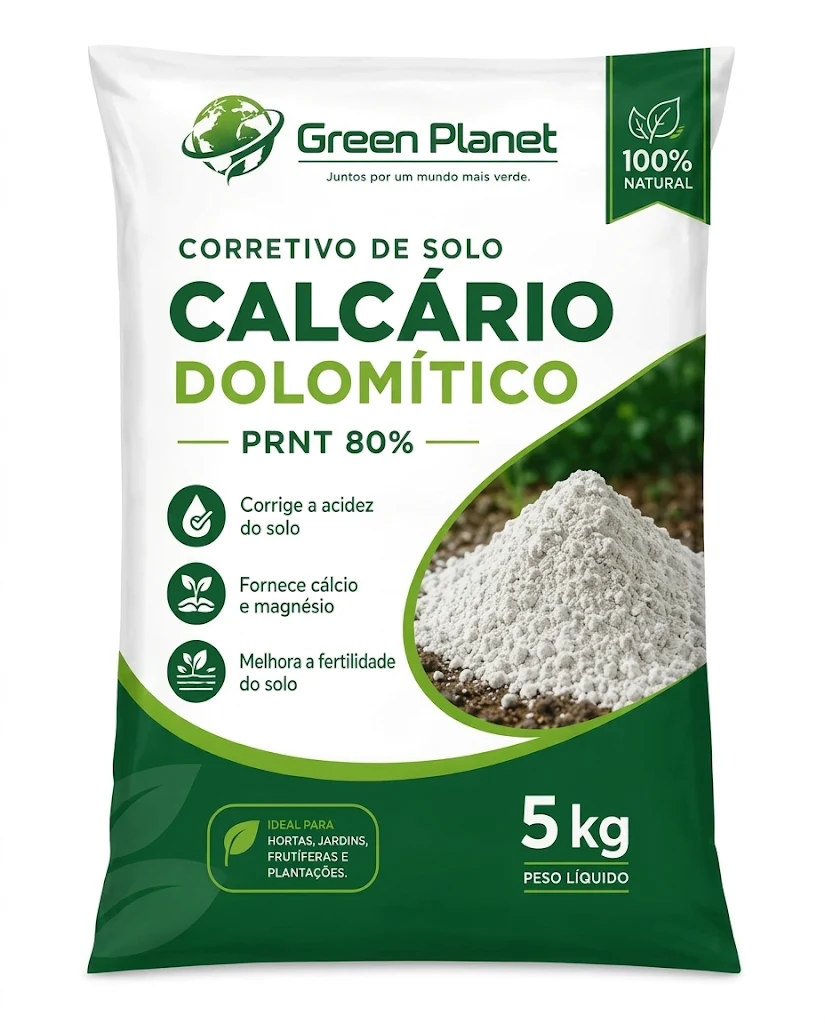 Green Planet
Juntos por um mundo mais verde.
100%
NATURAL
CORRETIVO DE SOLO
CALCÁRIO
DOLOMÍTICO
PRNT 80%
Corrige a acidez
do solo
Fornece cálcio
e magnésio
Melhora a fertilidade
do solo
IDEAL PARA
HORTAS, JARDINS,
FRUTÍFERAS E
PLANTAÇÕES.
5 kg
PESO LÍQUIDO